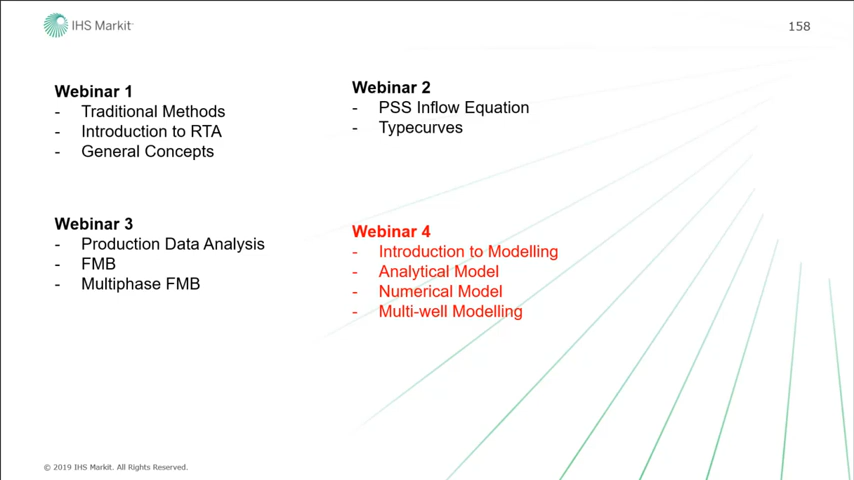 IHS Markit
158
Webinar 1
- Traditional Methods
- Introduction to RTA
- General Concepts
Webinar 2
- PSS Inflow Equation
- Typecurves
Webinar 3
- Production Data Analysis
- FMB
- Multiphase FMB
Webinar 4
- Introduction to Modelling
- Analytical Model
- Numerical Model
- Multi-well Modelling
© 2019 IHS Markit. All Rights Reserved.